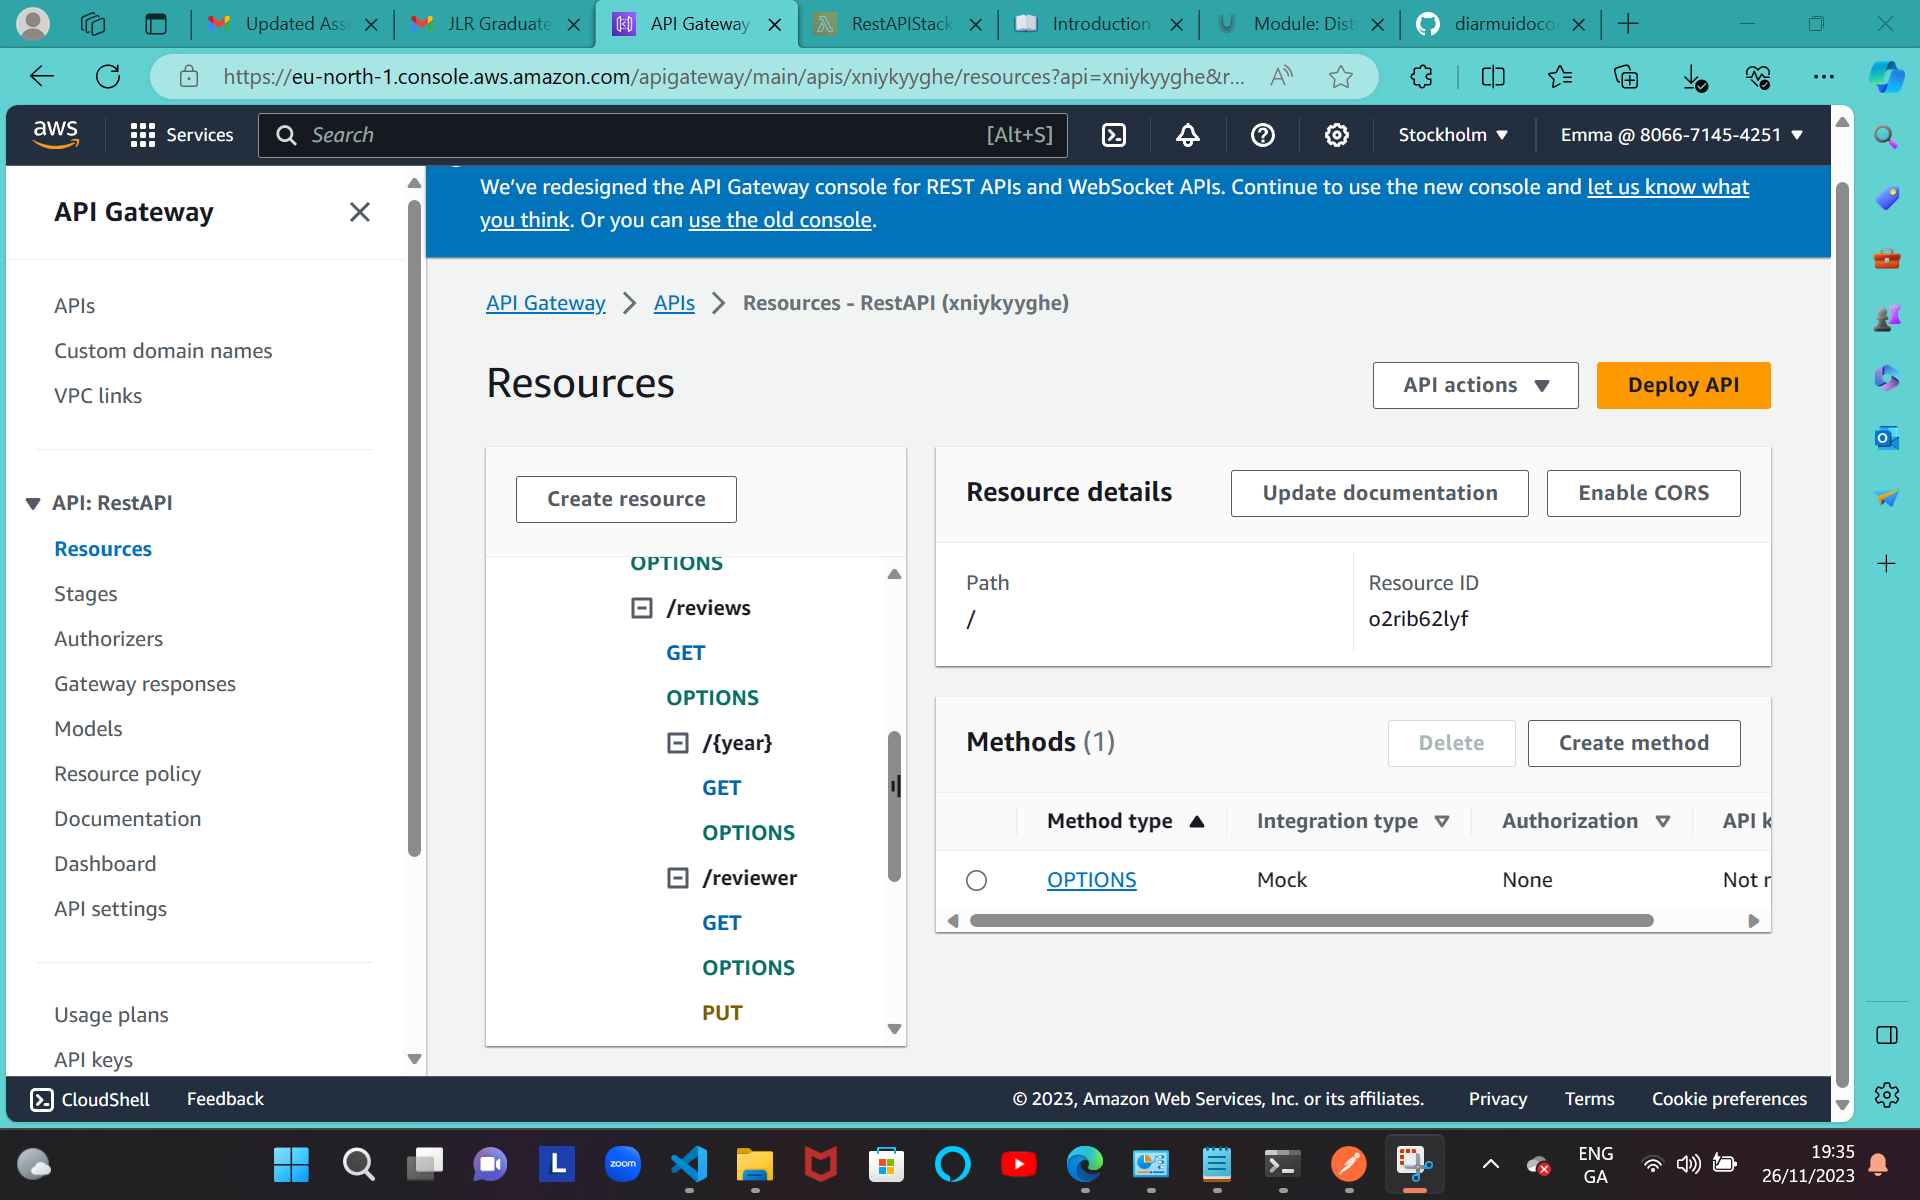 Updated Ass
JLR Graduate
API Gateway
RestAPIStack
Introduction
Module: Dist
diarmuidoco
https://eu-north-1.console.aws.amazon.com/apigateway/main/apis/xniykyyghe/resources?api=xniykyyghe&r...
aws
Services
Search
[Alt+S]
Stockholm
Emma @ 8066-7145-4251
API Gateway
We've redesigned the API Gateway console for REST APIs and WebSocket APIs. Continue to use the new console and let us know what
you think. Or you can use the old console.
APIs
Custom domain names
VPC links
API: RestAPI
Resources
Stages
Authorizers
Gateway responses
Models
Resource policy
Documentation
Dashboard
API settings
Usage plans
API keys
API Gateway
APIs
Resources - RestAPI (xniykyyghe)
Resources
API actions
Deploy API
Create resource
OPTIONS
/reviews
GET
OPTIONS
/{year}
GET
OPTIONS
/reviewer
GET
OPTIONS
PUT
Resource details
Update documentation
Enable CORS
Path
/
Resource ID
o2rib62lyf
Methods (1)
Delete
Create method
Method type
Integration type
Authorization
API k
OPTIONS
Mock
None
Not r
CloudShell
Feedback
© 2023, Amazon Web Services, Inc. or its affiliates.
Privacy
Terms
Cookie preferences
L
zoom
ENG
GA
19:35
26/11/2023